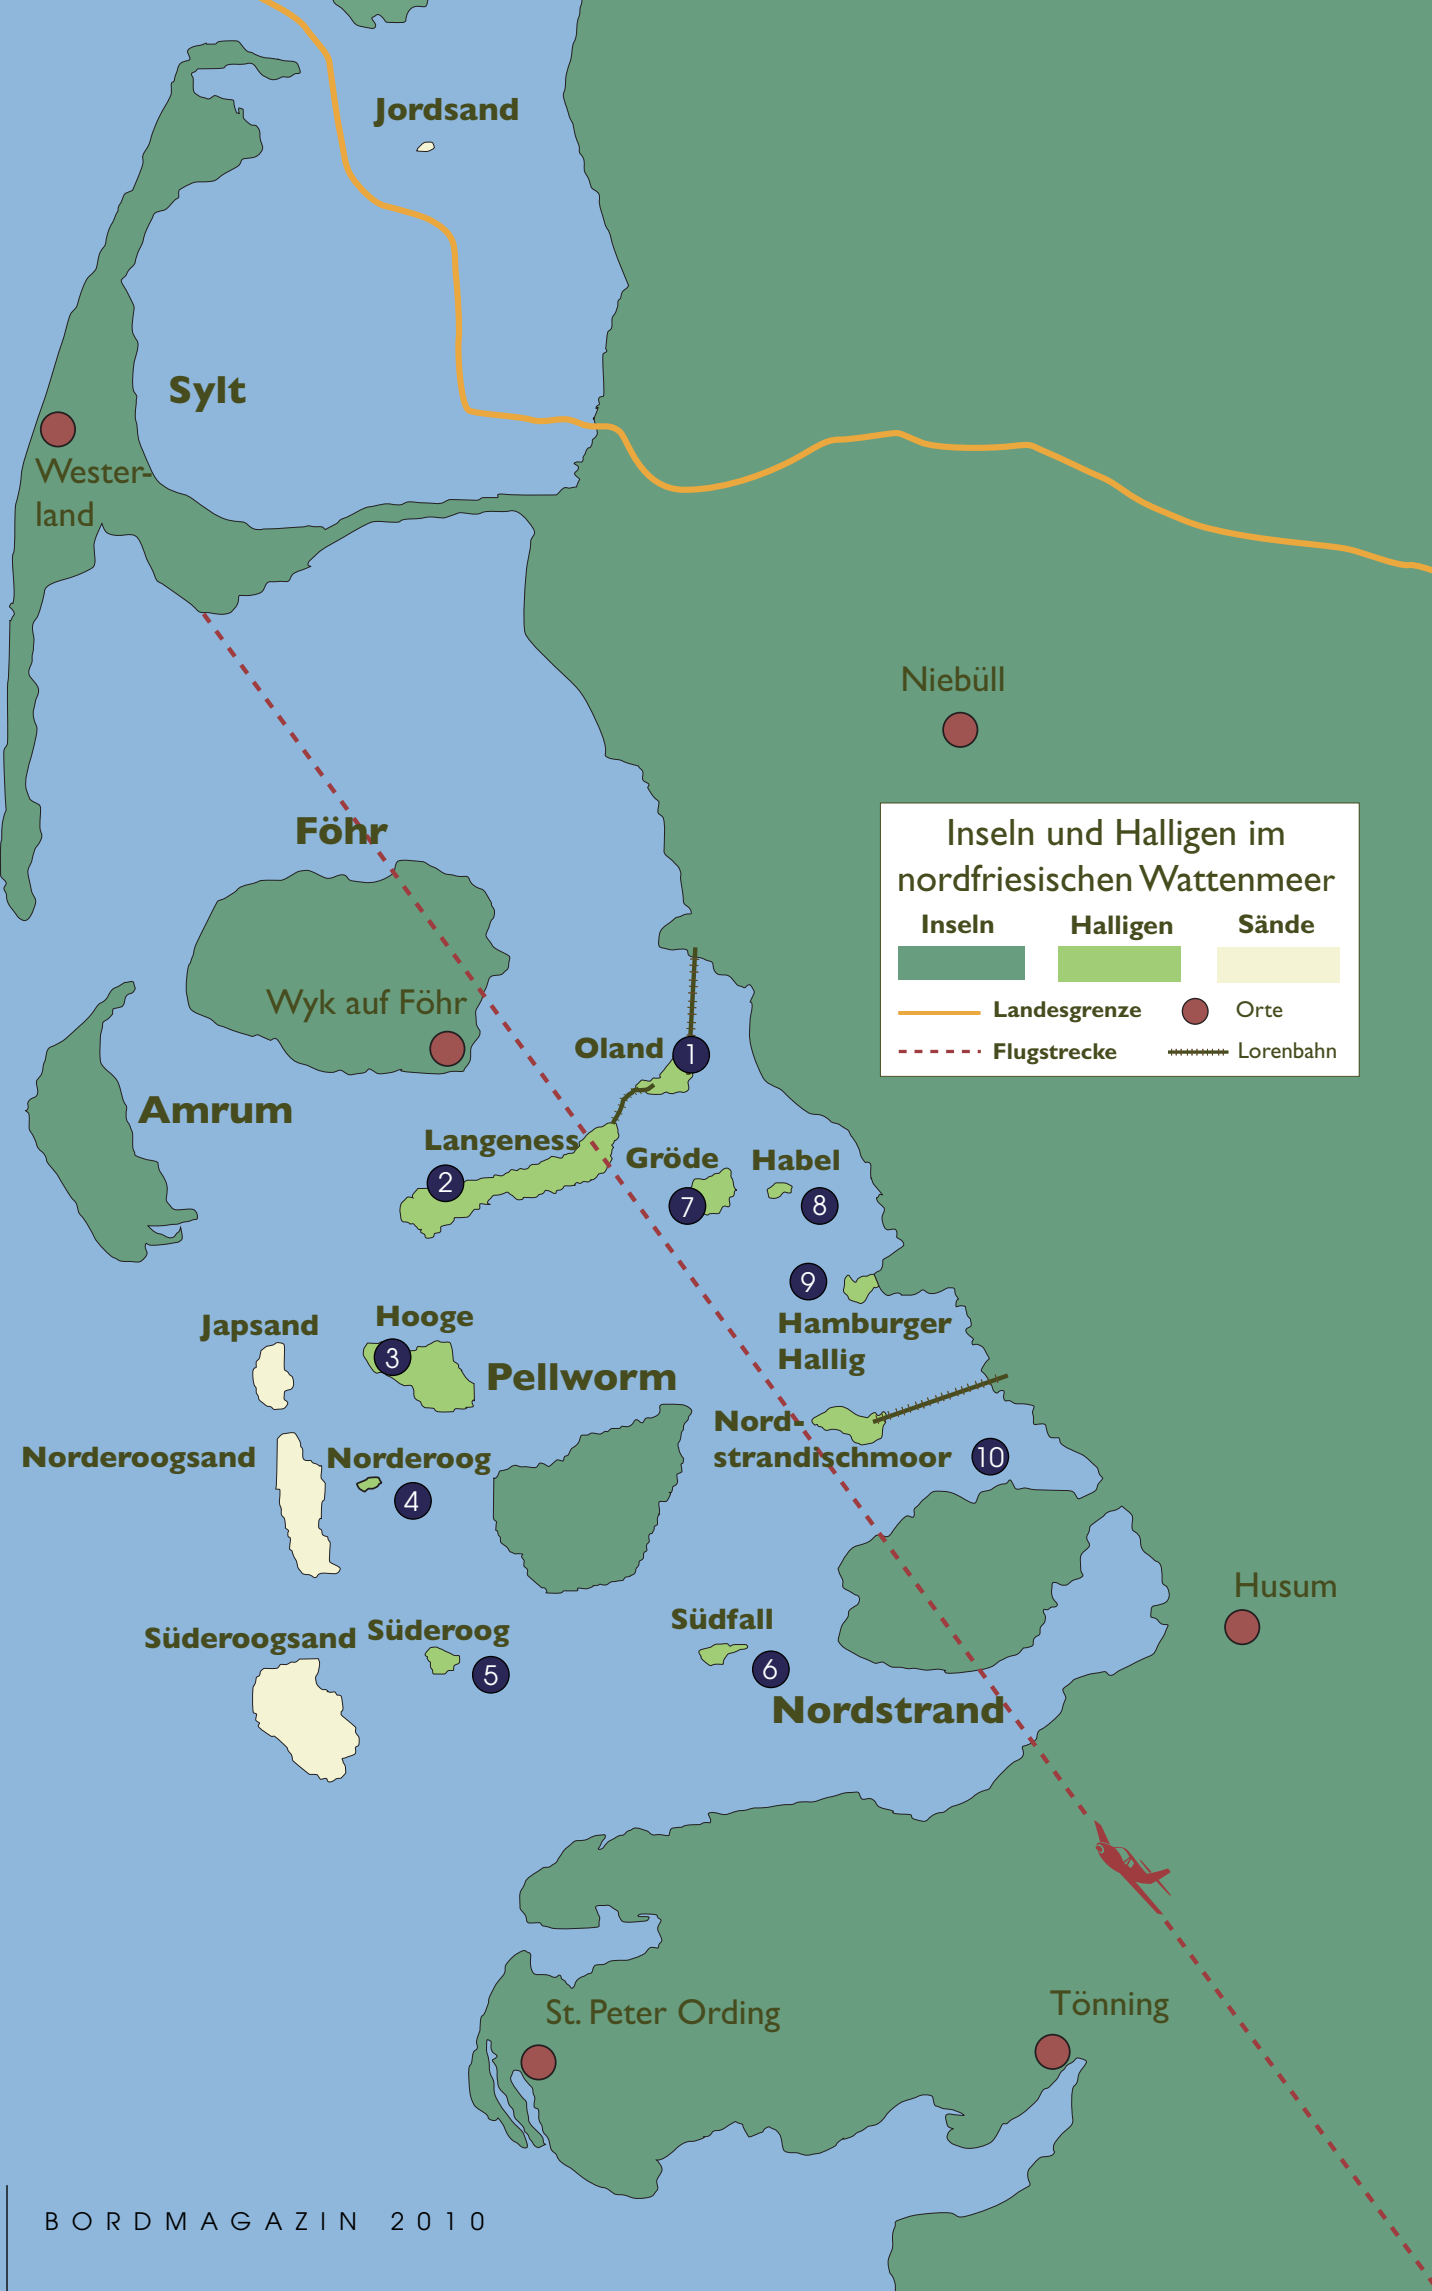 Jordsand
Sylt
Wester-
land
Niebüll
Föhr
Inseln und Halligen im
nordfriesischen Wattenmeer
Inseln Halligen Sände
Landesgrenze Orte
Flugstrecke Lorenbahn
Wyk auf Föhr
Oland 1
Amrum
Langeness
2
Gröde
7
Habel
8
9
Hamburger
Hallig
Japsand
Hooge
3
Pellworm
Nord-
strandischmoor 10
Norderoogsand
Norderoog
4
Husum
Süderoogsand
Süderoog
5
Südfall
6
Nordstrand
St. Peter Ording
Tönning
BORDMAGAZIN 2010